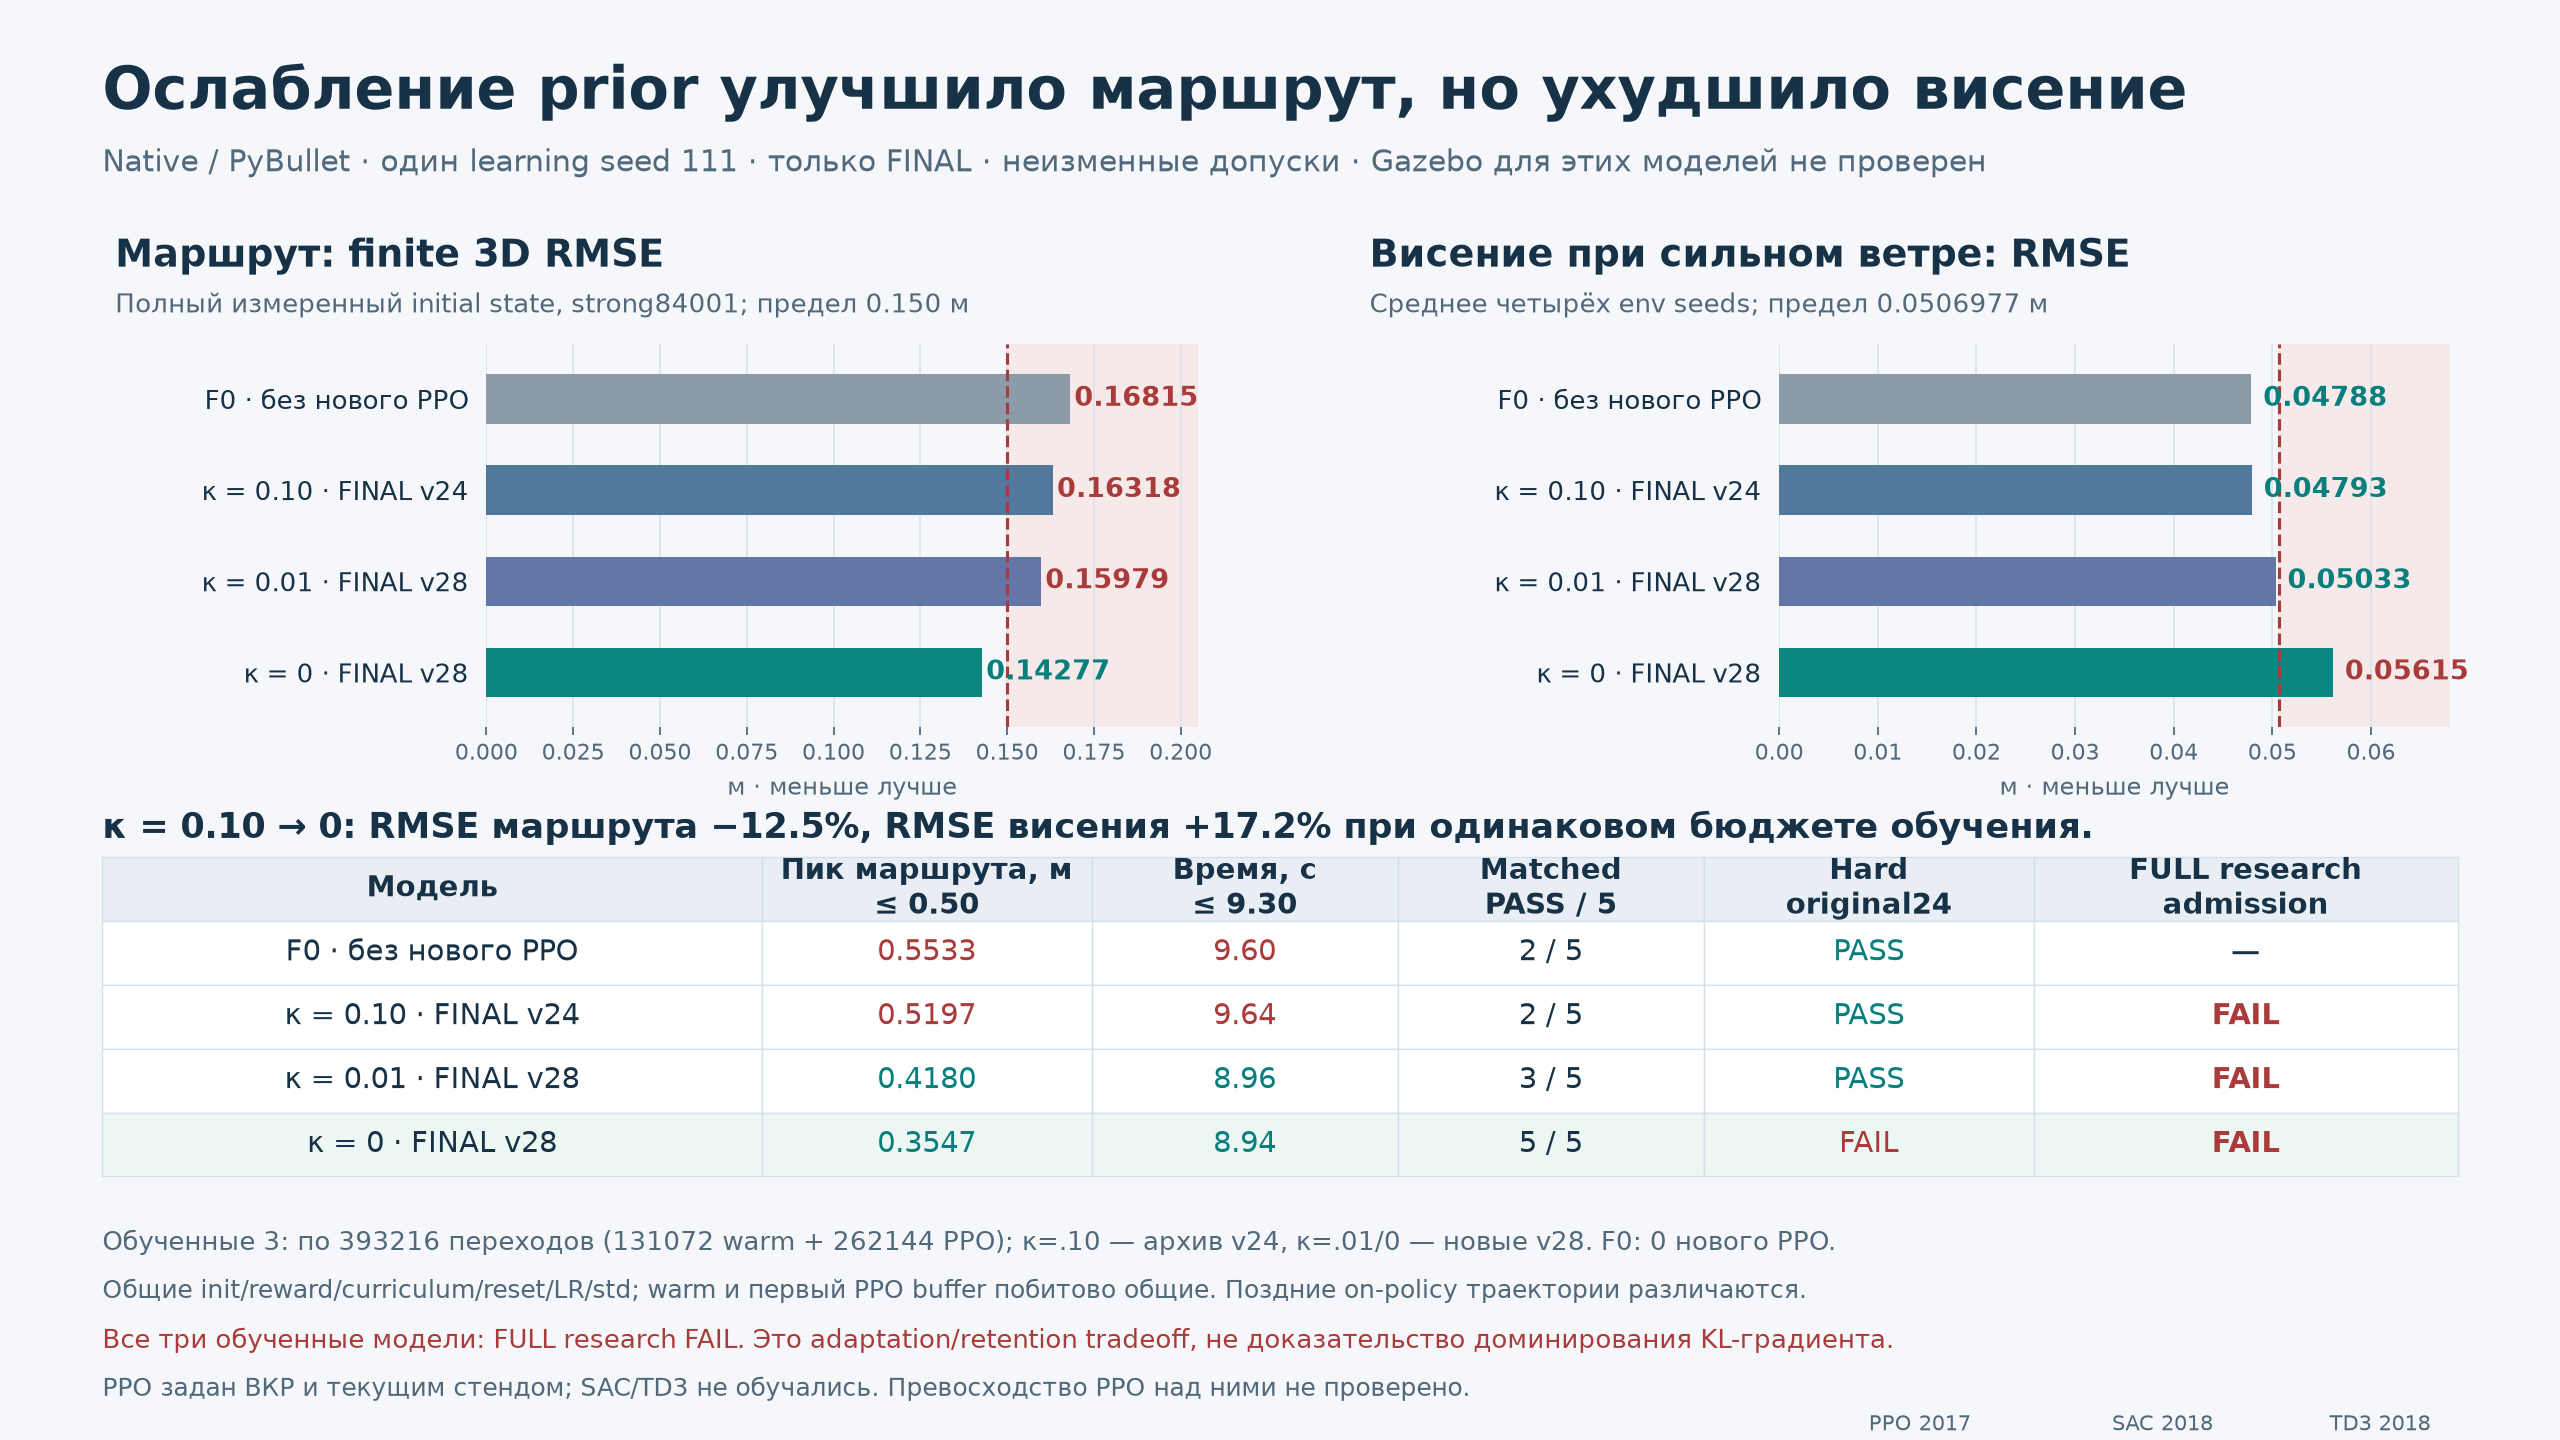 Ослабление prior улучшило маршрут, но ухудшило висение
Native / PyBullet · один learning seed 111 · только FINAL · неизменные допуски · Gazebo для этих моделей не проверен
Маршрут: finite 3D RMSE
Полный измеренный initial state, strong84001; предел 0.150 м
F0 · без нового PPO 0.16815
κ = 0.10 · FINAL v24 0.16318
κ = 0.01 · FINAL v28 0.15979
κ = 0 · FINAL v28 0.14277
0.000 0.025 0.050 0.075 0.100 0.125 0.150 0.175 0.200
м · меньше лучше
Висение при сильном ветре: RMSE
Среднее четырёх env seeds; предел 0.0506977 м
F0 · без нового PPO 0.04788
κ = 0.10 · FINAL v24 0.04793
κ = 0.01 · FINAL v28 0.05033
κ = 0 · FINAL v28 0.05615
0.00 0.01 0.02 0.03 0.04 0.05 0.06
м · меньше лучше
κ = 0.10 → 0: RMSE маршрута −12.5%, RMSE висения +17.2% при одинаковом бюджете обучения.
Модель Пик маршрута, м ≤ 0.50 Время, с ≤ 9.30 Matched PASS / 5 Hard original24 FULL research admission
F0 · без нового PPO 0.5533 9.60 2 / 5 PASS —
κ = 0.10 · FINAL v24 0.5197 9.64 2 / 5 PASS FAIL
κ = 0.01 · FINAL v28 0.4180 8.96 3 / 5 PASS FAIL
κ = 0 · FINAL v28 0.3547 8.94 5 / 5 FAIL FAIL
Обученные 3: по 393216 переходов (131072 warm + 262144 PPO); κ=.10 — архив v24, κ=.01/0 — новые v28. F0: 0 нового PPO.
Общие init/reward/curriculum/reset/LR/std; warm и первый PPO buffer побитово общие. Поздние on-policy траектории различаются.
Все три обученные модели: FULL research FAIL. Это adaptation/retention tradeoff, не доказательство доминирования KL-градиента.
PPO задан ВКР и текущим стендом; SAC/TD3 не обучались. Превосходство PPO над ними не проверено.
PPO 2017 SAC 2018 TD3 2018